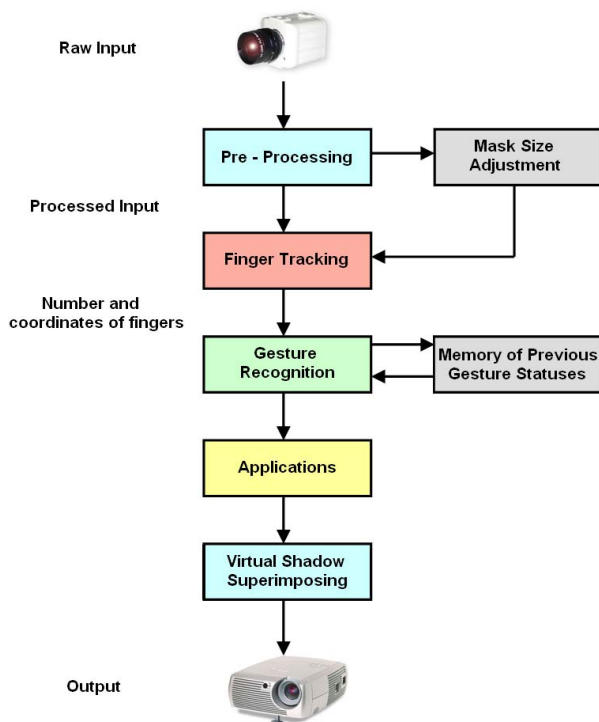 Raw Input
Pre - Processing
Mask Size
Adjustment
Processed Input
Finger Tracking
Number and
coordinates of fingers
Gesture
Recognition
Memory of Previous
Gesture Statuses
Applications
Virtual Shadow
Superimposing
Output